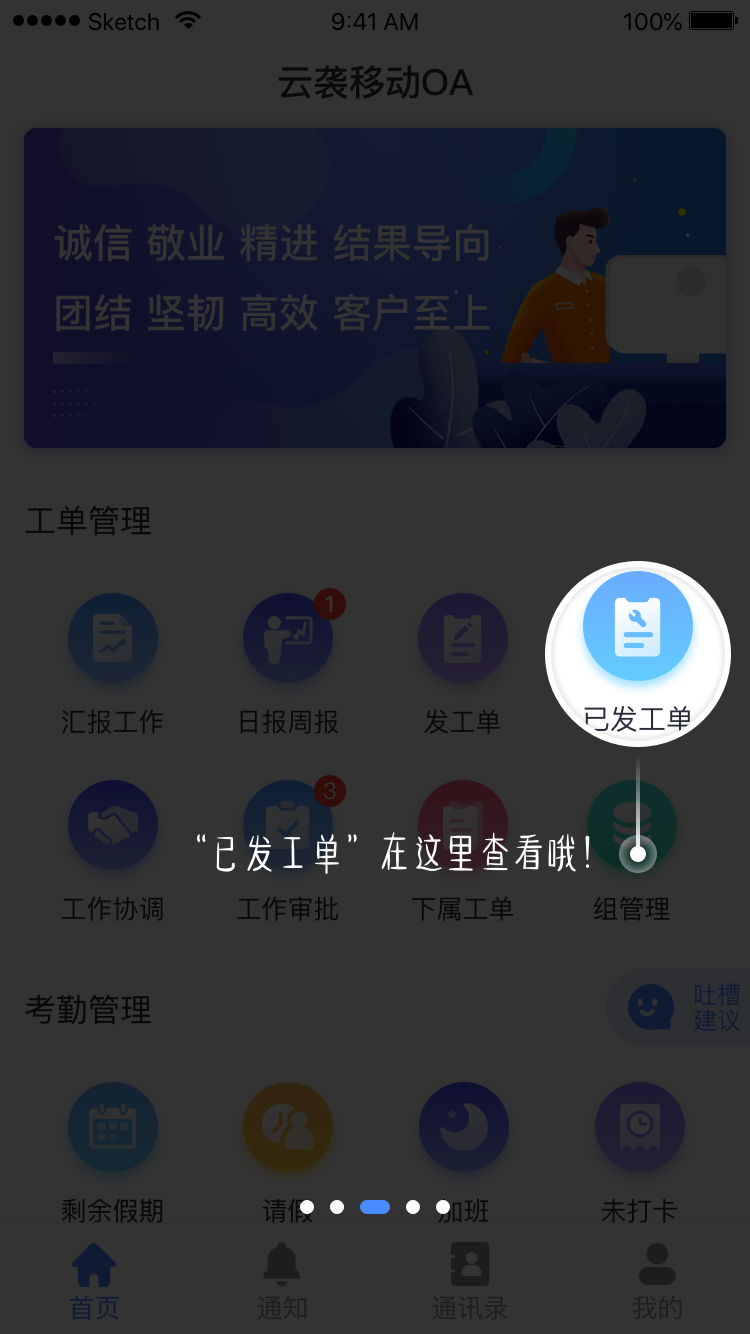 Sketch 9:41 AM 100%
云袭移动OA
诚信 敬业 精进 结果导向
团结 坚韧 高效 客户至上
工单管理
1
汇报工作 日报周报 发工单 已发工单
3
“已发工单”在这里查看哦！
工作协调 工作审批 下属工单 组管理
考勤管理
吐槽
建议
剩余假期 请假 加班 未打卡
首页 通知 通讯录 我的